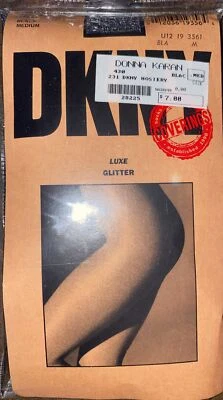 MEDIUM
U12 19 3561
BLA M
DKNY
DONNA KARAN
430 BLAC MED
231 DKNY HOSIERY
0.00
20225 $7.00
COVERINGS
LUXE
GLITTER